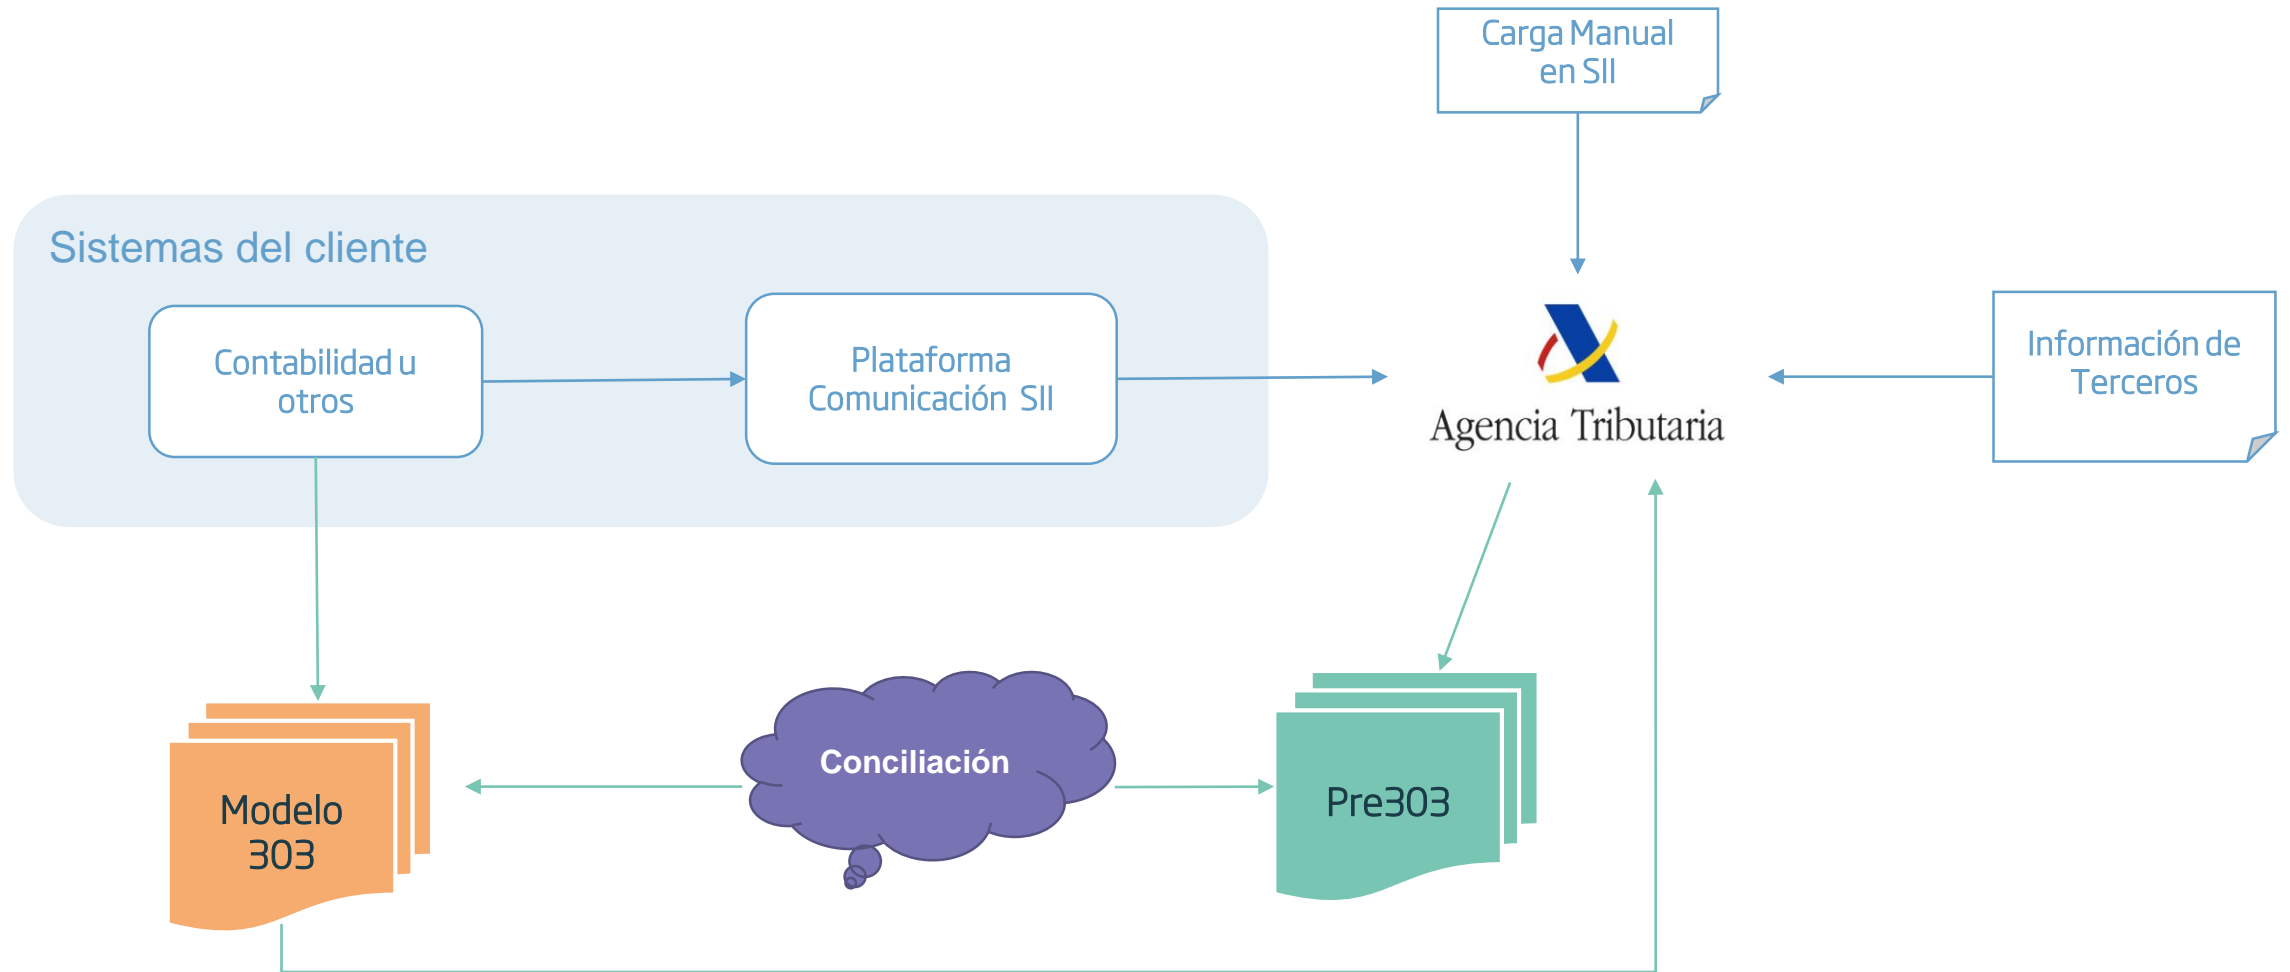 Carga Manual
en SII
Sistemas del cliente
Contabilidad u
otros
Plataforma
Comunicación SII
Agencia Tributaria
Información de
Terceros
Modelo
303
Conciliación
Pre303